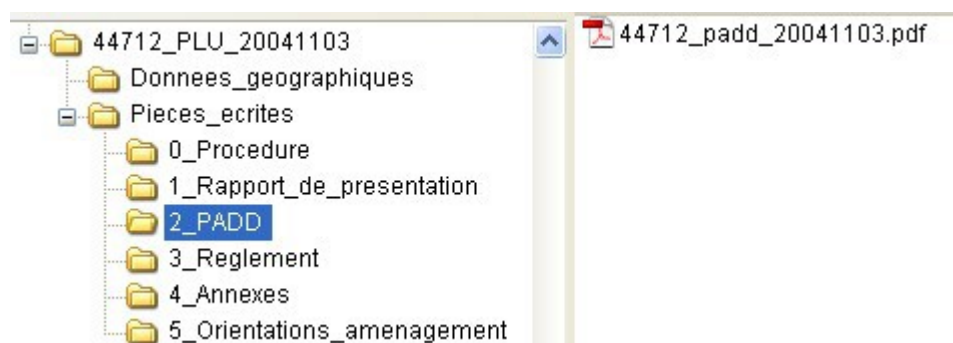 44712_PLU_20041103
Donnees_geographiques
Pieces_ecrites
0_Procedure
1_Rapport_de_presentation
2_PADD
3_Reglement
4_Annexes
5_Orientations_amenagement
44712_padd_20041103.pdf